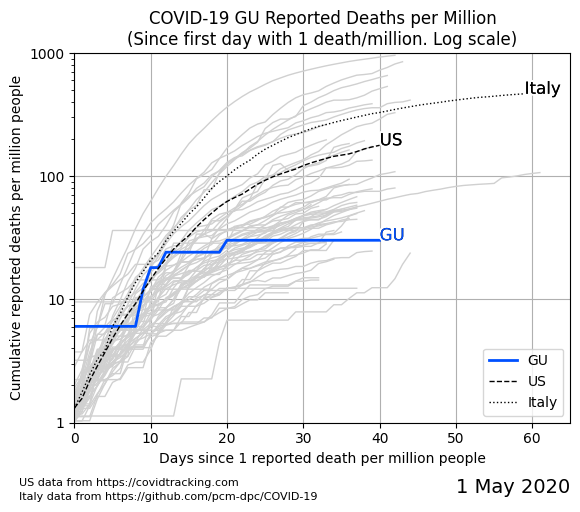 COVID-19 GU Reported Deaths per Million
(Since first day with 1 death/million. Log scale)
Cumulative reported deaths per million people
1000
100
10
1
Italy
US
GU
GU
US
Italy
0 10 20 30 40 50 60
Days since 1 reported death per million people
US data from https://covidtracking.com
Italy data from https://github.com/pcm-dpc/COVID-19
1 May 2020